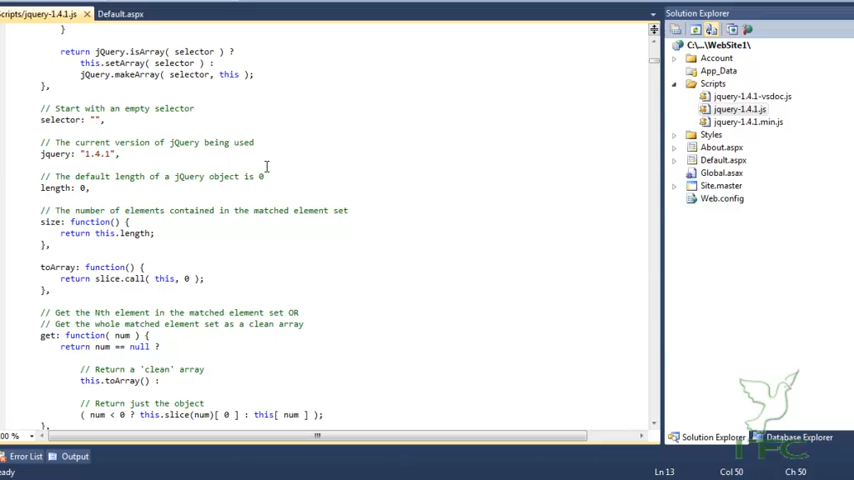 Scripts/jquery-1.4.1.js Default.aspx
}
return jQuery.isArray( selector ) ?
this.setArray( selector ) :
jQuery.makeArray( selector, this );
},
// Start with an empty selector
selector: "",
// The current version of jQuery being used
jquery: "1.4.1",
// The default length of a jQuery object is 0
length: 0,
// The number of elements contained in the matched element set
size: function() {
return this.length;
},
toArray: function() {
return slice.call( this, 0 );
},
// Get the Nth element in the matched element set OR
// Get the whole matched element set as a clean array
get: function( num ) {
return num == null ?
// Return a 'clean' array
this.toArray() :
// Return just the object
( num < 0 ? this.slice(num)[ 0 ] : this[ num ] );
},
00 %
Error List Output
eady Ln 13 Col 50 Ch 50
Solution Explorer
C:\...\WebSite1\
Account
App_Data
Scripts
jquery-1.4.1-vsdoc.js
jquery-1.4.1.js
jquery-1.4.1.min.js
Styles
About.aspx
Default.aspx
Global.asax
Site.master
Web.config
Solution Explorer Database Explorer